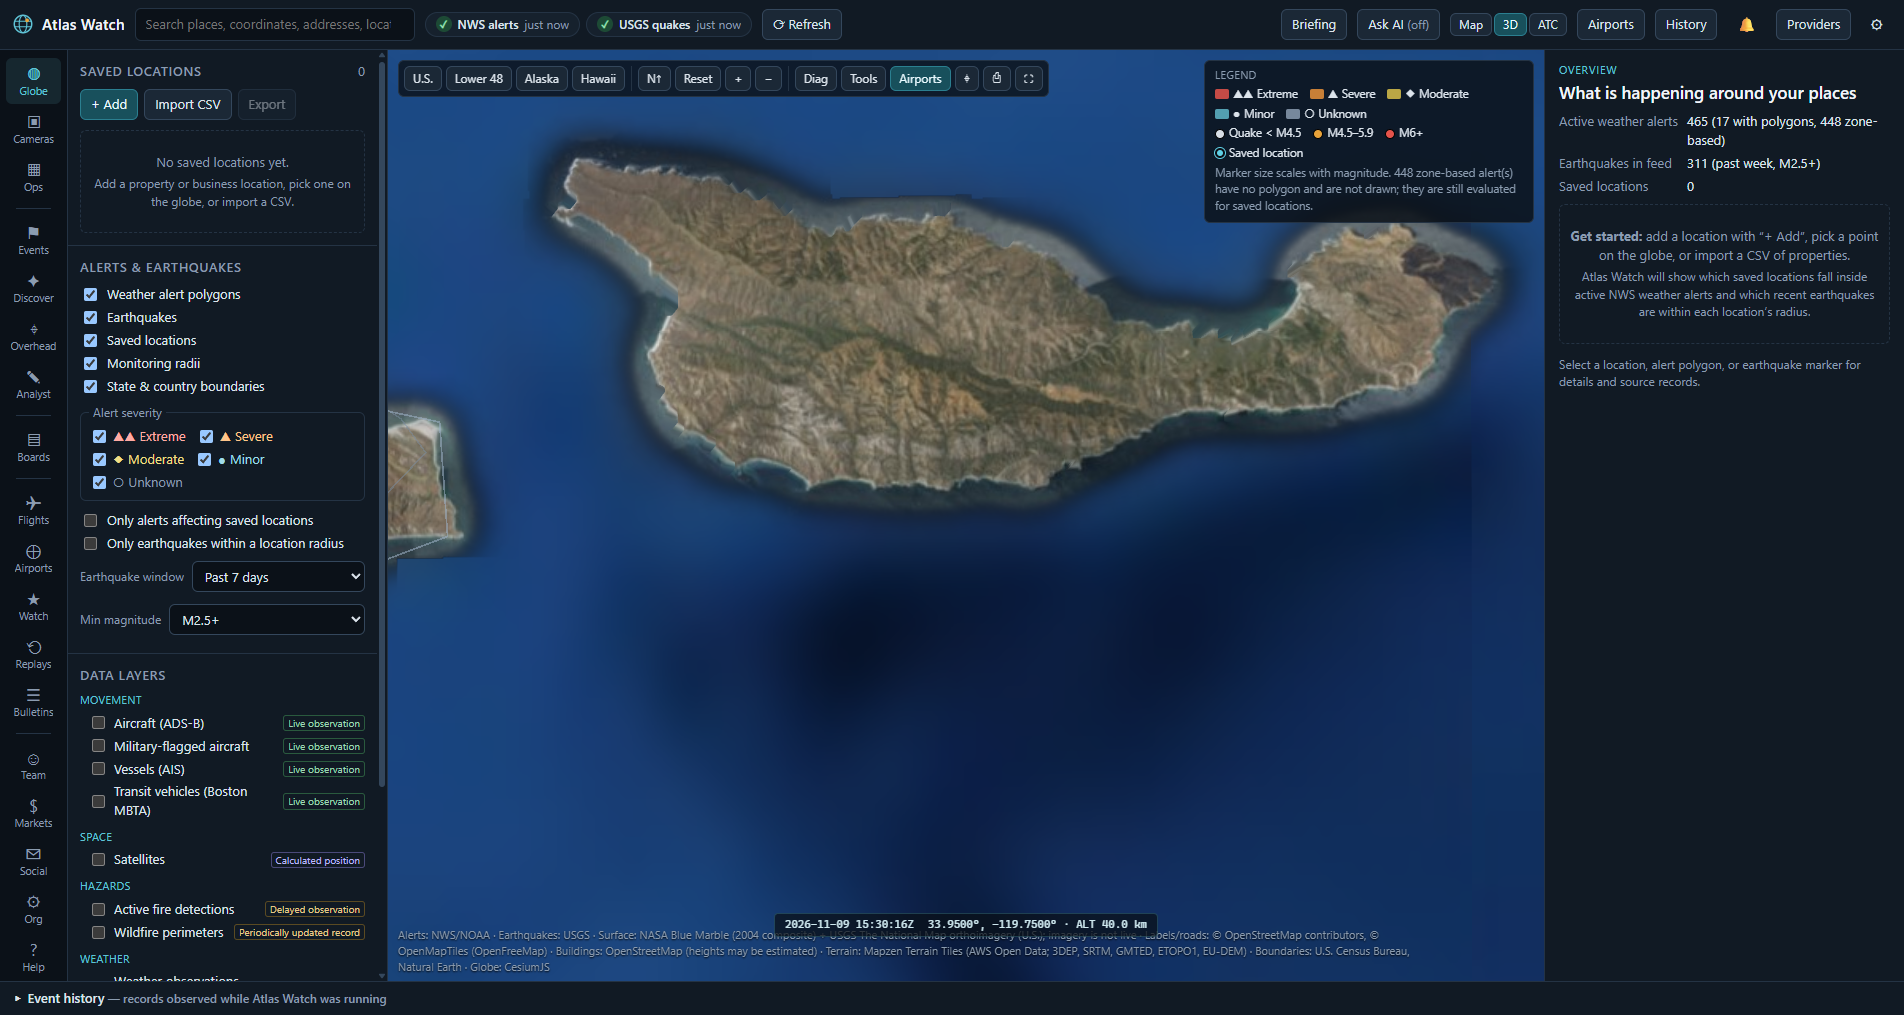 Atlas Watch
Search places, coordinates, addresses, locat
✓ NWS alerts just now
✓ USGS quakes just now
⟳ Refresh
Briefing
Ask AI (off)
Map
3D
ATC
Airports
History
Providers
Globe
Cameras
Ops
Events
Discover
Overhead
Analyst
Boards
Flights
Airports
Watch
Replays
Bulletins
Team
$
Markets
Social
Org
?
Help
SAVED LOCATIONS 0
+ Add
Import CSV
Export
No saved locations yet.
Add a property or business location, pick one on
the globe, or import a CSV.
ALERTS & EARTHQUAKES
Weather alert polygons
Earthquakes
Saved locations
Monitoring radii
State & country boundaries
Alert severity
▲▲ Extreme ▲ Severe
◆ Moderate ● Minor
○ Unknown
Only alerts affecting saved locations
Only earthquakes within a location radius
Earthquake window Past 7 days
Min magnitude M2.5+
DATA LAYERS
MOVEMENT
Aircraft (ADS-B) Live observation
Military-flagged aircraft Live observation
Vessels (AIS) Live observation
Transit vehicles (Boston
MBTA) Live observation
SPACE
Satellites Calculated position
HAZARDS
Active fire detections Delayed observation
Wildfire perimeters Periodically updated record
WEATHER
Weather observations
U.S.
Lower 48
Alaska
Hawaii
N↑
Reset
+
−
Diag
Tools
Airports
LEGEND
▲▲ Extreme ▲ Severe ◆ Moderate
● Minor ○ Unknown
Quake < M4.5 M4.5–5.9 M6+
Saved location
Marker size scales with magnitude. 448 zone-based alert(s)
have no polygon and are not drawn; they are still evaluated
for saved locations.
2026-11-09 15:30:16Z 33.9500°, −119.7500° · ALT 40.0 km
Alerts: NWS/NOAA · Earthquakes: USGS · Surface: NASA Blue Marble (2004 composite) + USGS The National Map orthoimagery (U.S.); imagery is not live · Labels/roads: © OpenStreetMap contributors, ©
OpenMapTiles (OpenFreeMap) · Buildings: OpenStreetMap (heights may be estimated) · Terrain: Mapzen Terrain Tiles (AWS Open Data; 3DEP, SRTM, GMTED, ETOPO1, EU-DEM) · Boundaries: U.S. Census Bureau,
Natural Earth · Globe: CesiumJS
OVERVIEW
What is happening around your places
Active weather alerts 465 (17 with polygons, 448 zone-
based)
Earthquakes in feed 311 (past week, M2.5+)
Saved locations 0
Get started: add a location with “+ Add”, pick a point
on the globe, or import a CSV of properties.
Atlas Watch will show which saved locations fall inside
active NWS weather alerts and which recent earthquakes
are within each location’s radius.
Select a location, alert polygon, or earthquake marker for
details and source records.
▸ Event history — records observed while Atlas Watch was running